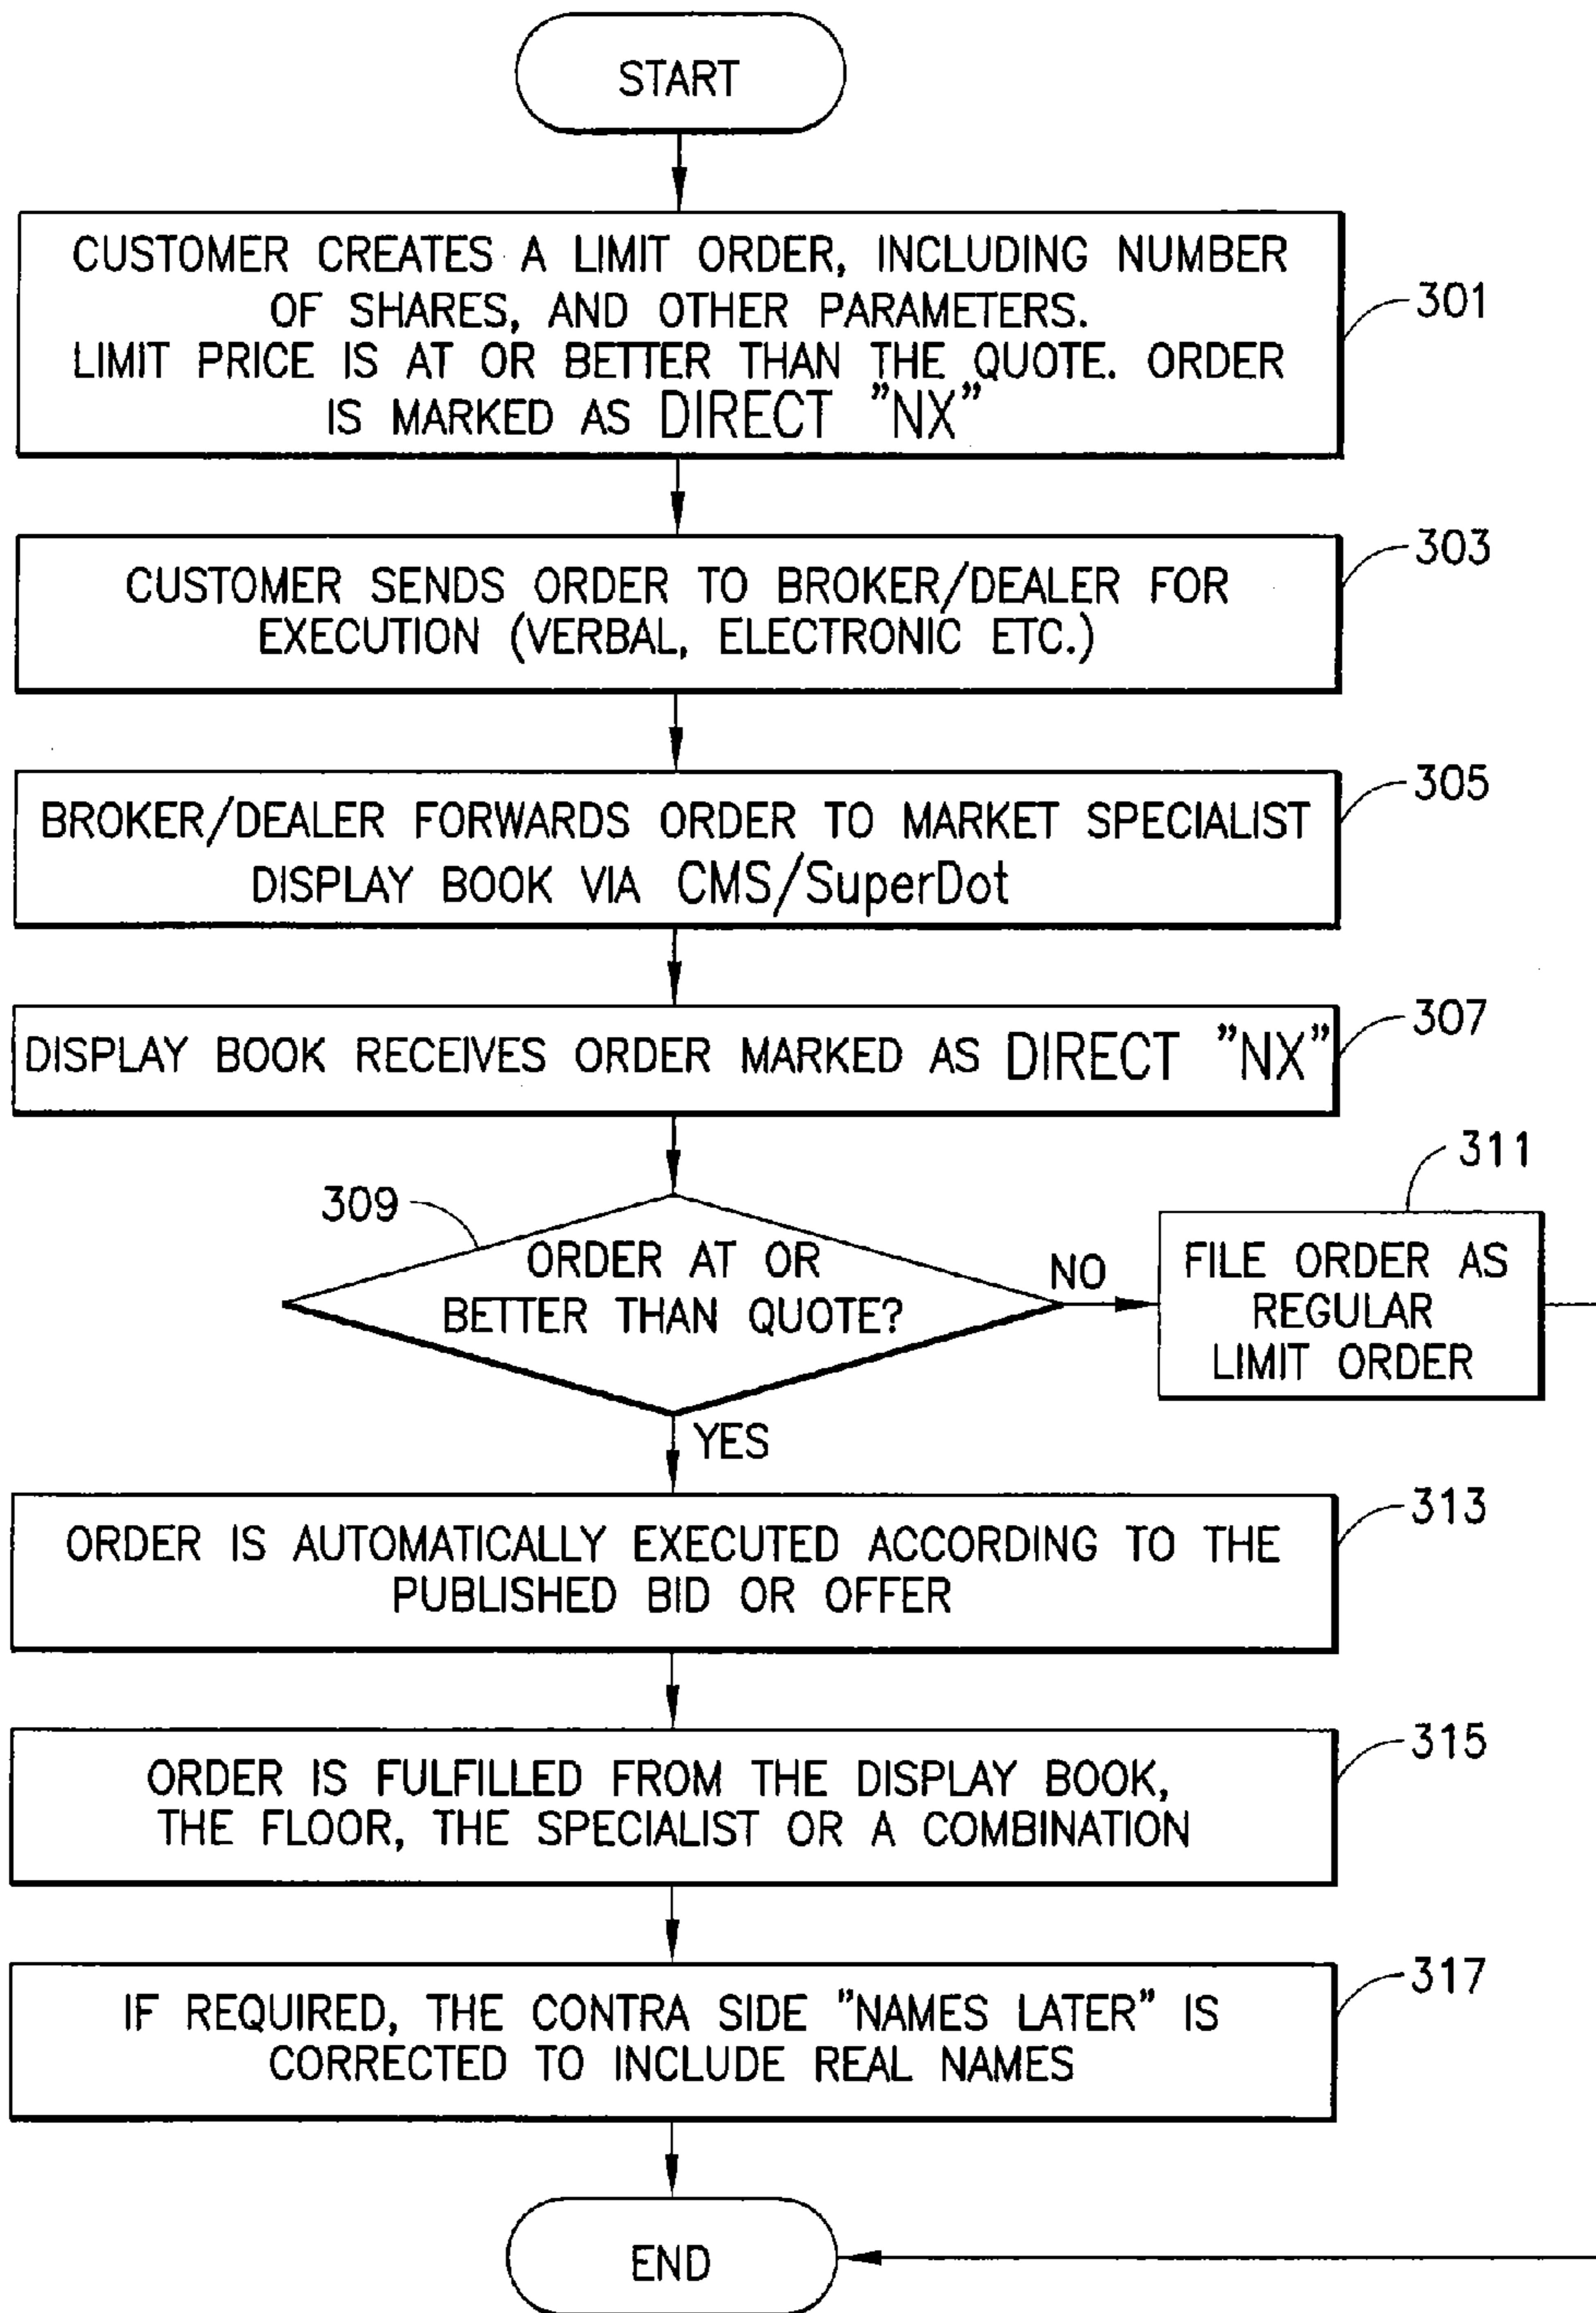 START
CUSTOMER CREATES A LIMIT ORDER, INCLUDING NUMBER
OF SHARES, AND OTHER PARAMETERS.
LIMIT PRICE IS AT OR BETTER THAN THE QUOTE. ORDER
IS MARKED AS DIRECT "NX"
301
CUSTOMER SENDS ORDER TO BROKER/DEALER FOR
EXECUTION (VERBAL, ELECTRONIC ETC.)
303
BROKER/DEALER FORWARDS ORDER TO MARKET SPECIALIST
DISPLAY BOOK VIA CMS/SuperDot
305
DISPLAY BOOK RECEIVES ORDER MARKED AS DIRECT "NX"
307
309
ORDER AT OR
BETTER THAN QUOTE?
NO
311
FILE ORDER AS
REGULAR
LIMIT ORDER
YES
ORDER IS AUTOMATICALLY EXECUTED ACCORDING TO THE
PUBLISHED BID OR OFFER
313
ORDER IS FULFILLED FROM THE DISPLAY BOOK,
THE FLOOR, THE SPECIALIST OR A COMBINATION
315
IF REQUIRED, THE CONTRA SIDE "NAMES LATER" IS
CORRECTED TO INCLUDE REAL NAMES
317
END